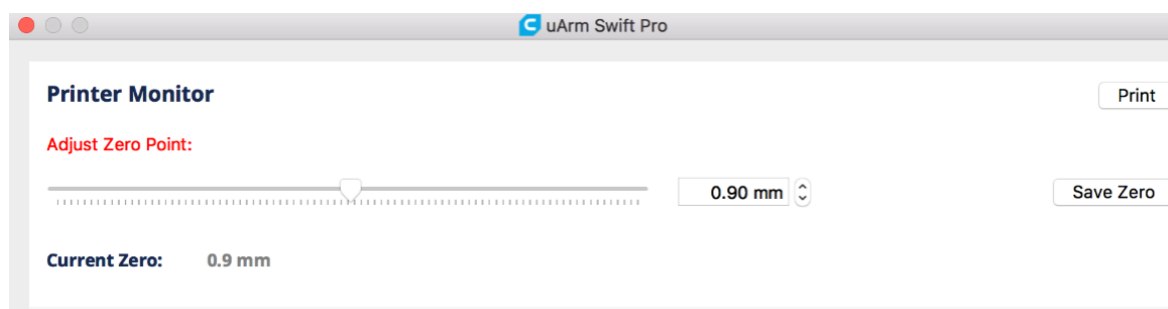 uArm Swift Pro
Printer Monitor
Print
Adjust Zero Point:
0.90 mm
Save Zero
Current Zero: 0.9 mm